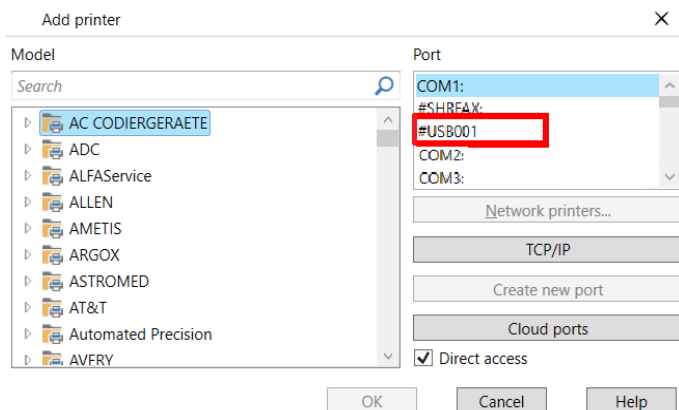 Add printer
Model
Search
AC CODIERGERAETE
ADC
ALFAService
ALLEN
AMETIS
ARGOX
ASTROMED
AT&T
Automated Precision
AVERY
Port
COM1:
#SHRFAX:
#USB001
COM2:
COM3:
Network printers...
TCP/IP
Create new port
Cloud ports
Direct access
OK
Cancel
Help